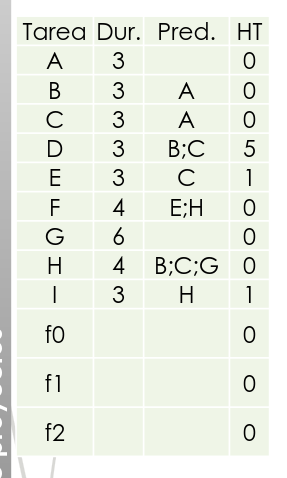 Tarea Dur. Pred. HT
A 3 0
B 3 A 0
C 3 A 0
D 3 B;C 5
E 3 C 1
F 4 E;H 0
G 6 0
H 4 B;C;G 0
I 3 H 1
f0 0
f1 0
f2 0